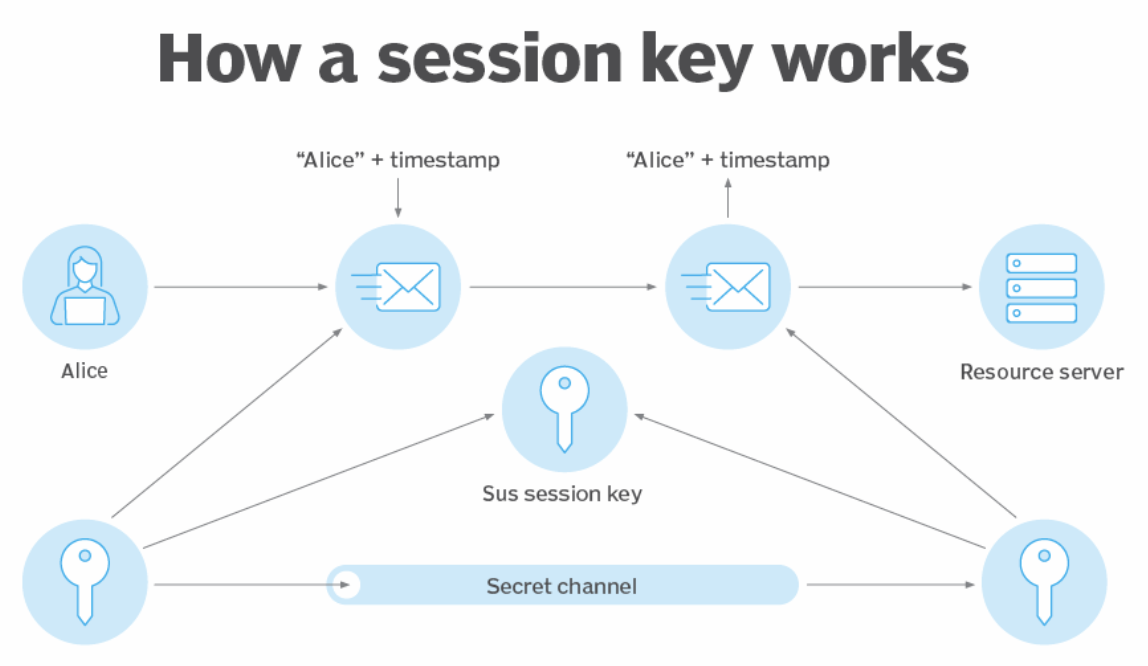 How a session key works
“Alice” + timestamp
“Alice” + timestamp
Alice
Resource server
Sus session key
Secret channel